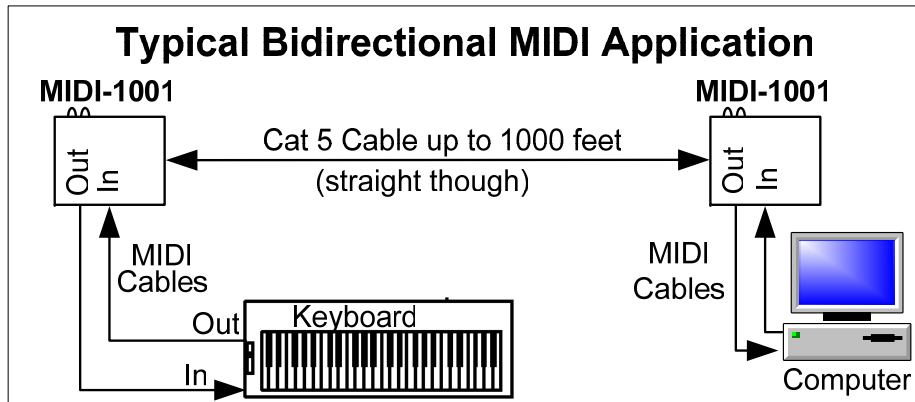 Typical Bidirectional MIDI Application
MIDI-1001
MIDI-1001
Cat 5 Cable up to 1000 feet
(straight though)
Out
In
Out
In
MIDI
Cables
MIDI
Cables
Out
Keyboard
In
Computer